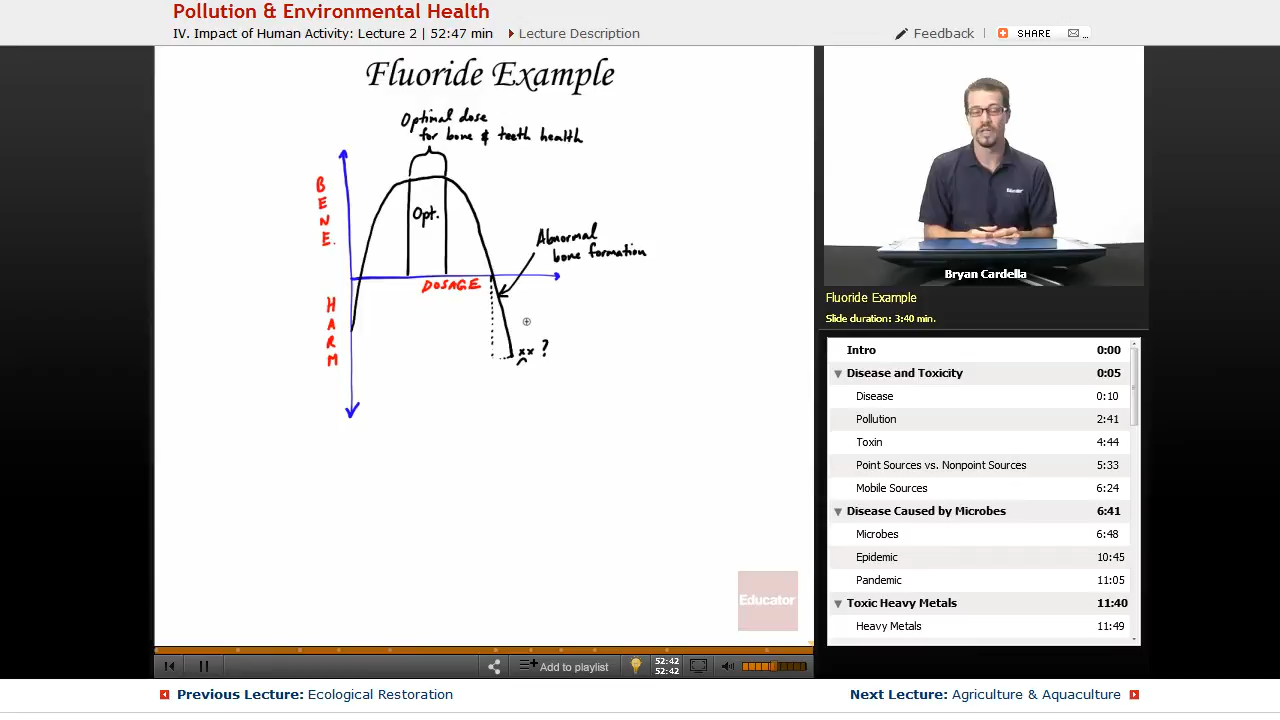 Pollution & Environmental Health
IV. Impact of Human Activity: Lecture 2 | 52:47 min
Lecture Description
Feedback
SHARE
Fluoride Example
Optimal dose
for bone & teeth health
BENE.
Opt.
Abnormal
bone formation
DOSAGE
HARM
xx ?
Educator
Educator
Bryan Cardella
Fluoride Example
Slide duration: 3:40 min.
Intro 0:00
Disease and Toxicity 0:05
Disease 0:10
Pollution 2:41
Toxin 4:44
Point Sources vs. Nonpoint Sources 5:33
Mobile Sources 6:24
Disease Caused by Microbes 6:41
Microbes 6:48
Epidemic 10:45
Pandemic 11:05
Toxic Heavy Metals 11:40
Heavy Metals 11:49
Add to playlist
52:42
52:42
Previous Lecture: Ecological Restoration
Next Lecture: Agriculture & Aquaculture